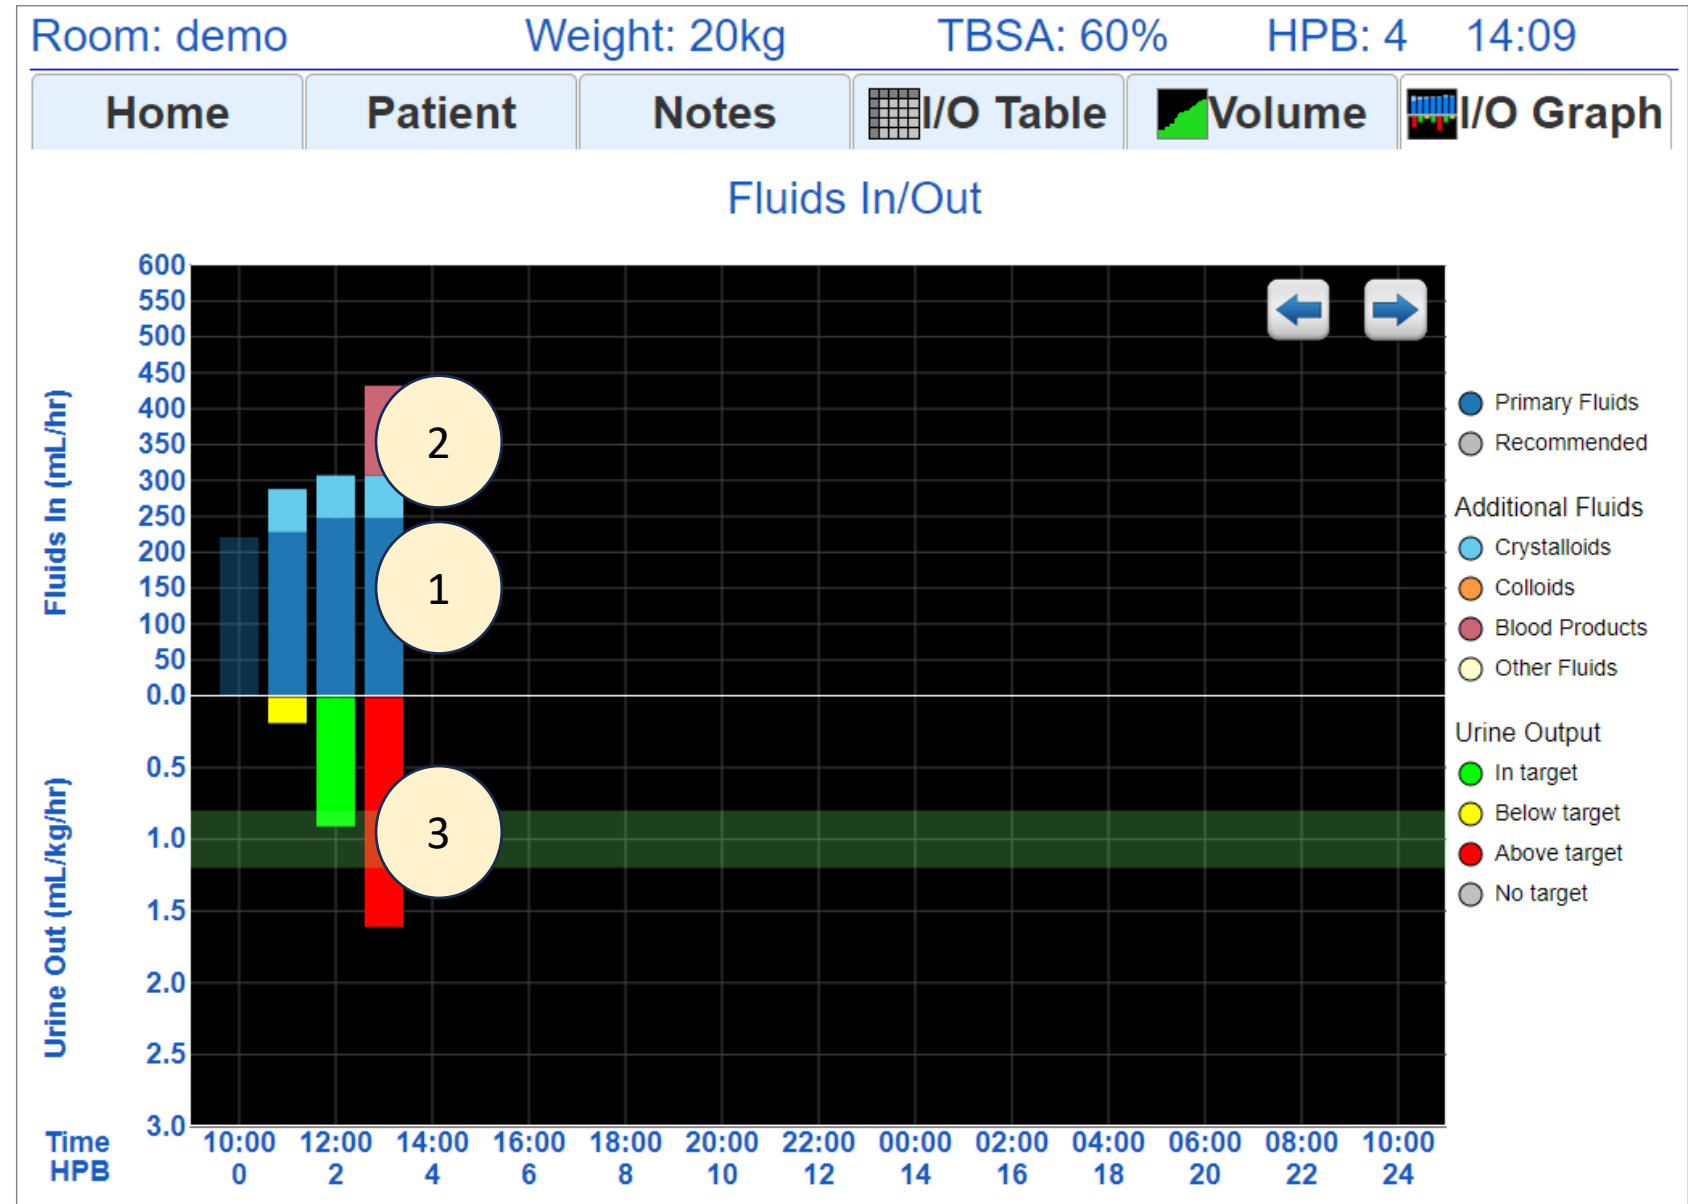 Room: demo Weight: 20kg TBSA: 60% HPB: 4 14:09
Home Patient Notes I/O Table Volume I/O Graph
Fluids In/Out
Fluids In (mL/hr)
600
550
500
450
400
350
300
250
200
150
100
50
0.0
Urine Out (mL/kg/hr)
0.5
1.0
1.5
2.0
2.5
3.0
2
1
3
Primary Fluids
Recommended
Additional Fluids
Crystalloids
Colloids
Blood Products
Other Fluids
Urine Output
In target
Below target
Above target
No target
Time 10:00 12:00 14:00 16:00 18:00 20:00 22:00 00:00 02:00 04:00 06:00 08:00 10:00
HPB 0 2 4 6 8 10 12 14 16 18 20 22 24